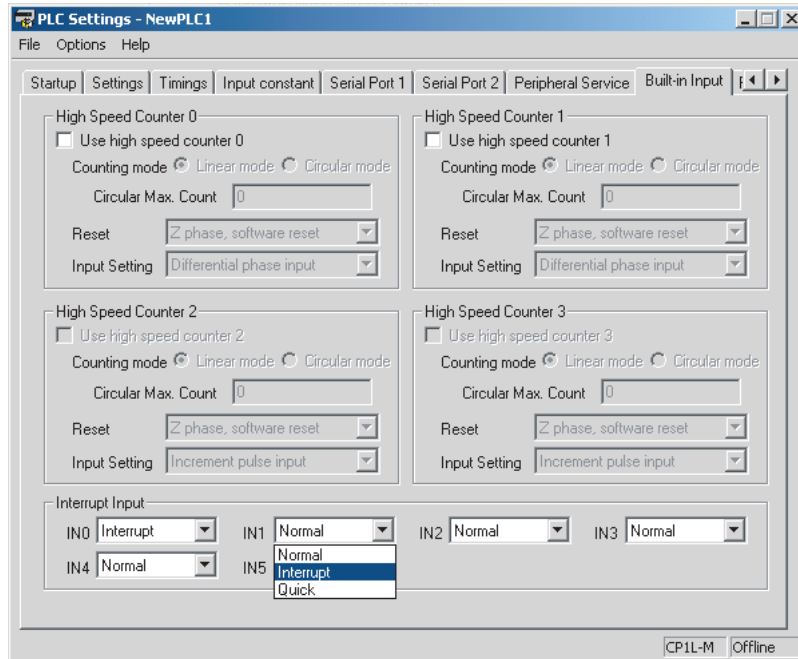 PLC Settings - NewPLC1
File Options Help
Startup Settings Timings Input constant Serial Port 1 Serial Port 2 Peripheral Service Built-in Input
High Speed Counter 0
Use high speed counter 0
Counting mode Linear mode Circular mode
Circular Max. Count 0
Reset Z phase, software reset
Input Setting Differential phase input
High Speed Counter 1
Use high speed counter 1
Counting mode Linear mode Circular mode
Circular Max. Count 0
Reset Z phase, software reset
Input Setting Differential phase input
High Speed Counter 2
Use high speed counter 2
Counting mode Linear mode Circular mode
Circular Max. Count 0
Reset Z phase, software reset
Input Setting Increment pulse input
High Speed Counter 3
Use high speed counter 3
Counting mode Linear mode Circular mode
Circular Max. Count 0
Reset Z phase, software reset
Input Setting Increment pulse input
Interrupt Input
IN0 Interrupt IN1 Normal IN2 Normal IN3 Normal
Normal
IN4 Normal IN5 Interrupt
Quick
CP1L-M Offline